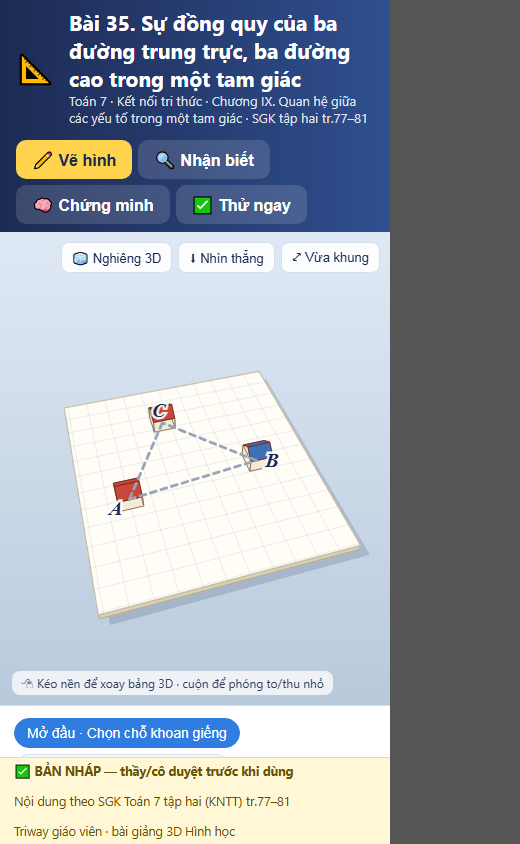 Bài 35. Sự đồng quy của ba
đường trung trực, ba đường
cao trong một tam giác
Toán 7 · Kết nối tri thức · Chương IX. Quan hệ giữa
các yếu tố trong một tam giác · SGK tập hai tr.77–81
Vẽ hình
Nhận biết
Chứng minh
Thử ngay
Nghiêng 3D
Nhìn thẳng
Vừa khung
C
B
A
Kéo nền để xoay bảng 3D · cuộn để phóng to/thu nhỏ
Mở đầu · Chọn chỗ khoan giếng
BẢN NHÁP — thầy/cô duyệt trước khi dùng
Nội dung theo SGK Toán 7 tập hai (KNTT) tr.77–81
Triway giáo viên · bài giảng 3D Hình học